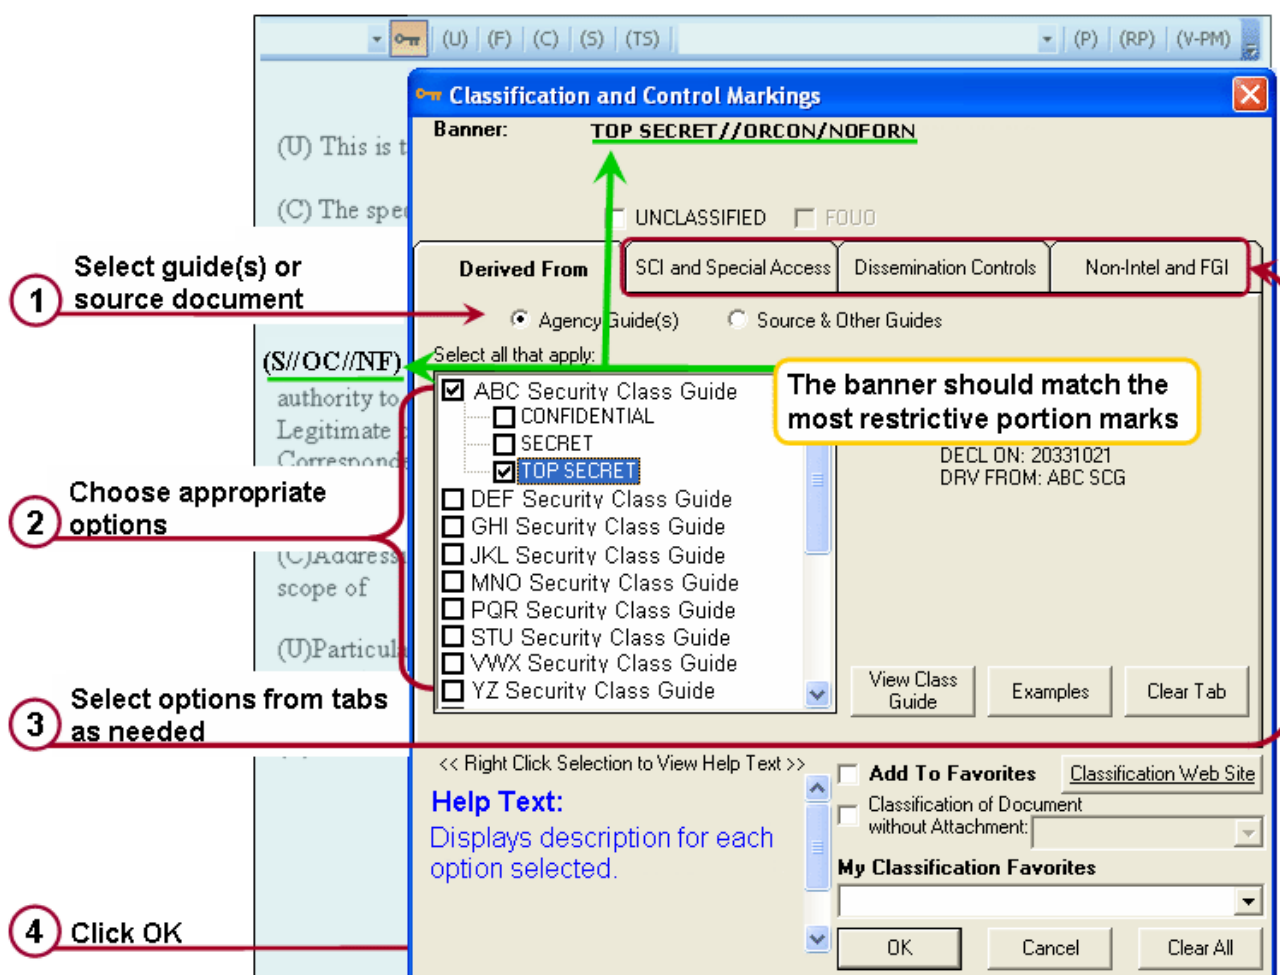 (U) (F) (C) (S) (TS) (P) (RP) (V-PM)
Classification and Control Markings
Banner: TOP SECRET//ORCON/NOFORN
(U) This is t
(C) The spe
UNCLASSIFIED FOUO
Derived From SCI and Special Access Dissemination Controls Non-Intel and FGI
1 Select guide(s) or
source document
Agency Guide(s) Source & Other Guides
Select all that apply:
(S//OC//NF)
authority to
Legitimate
Corresponde
The banner should match the
most restrictive portion marks
ABC Security Class Guide
CONFIDENTIAL
SECRET
TOP SECRET
DECL ON: 20331021
DRV FROM: ABC SCG
2 Choose appropriate
options
DEF Security Class Guide
GHI Security Class Guide
JKL Security Class Guide
MNO Security Class Guide
PQR Security Class Guide
STU Security Class Guide
VWX Security Class Guide
YZ Security Class Guide
(C)Address
scope of
(U)Particula
View Class
Guide
Examples
Clear Tab
3 Select options from tabs
as needed
<< Right Click Selection to View Help Text >>
Help Text:
Displays description for each
option selected.
Add To Favorites Classification Web Site
Classification of Document
without Attachment:
My Classification Favorites
4 Click OK
OK Cancel Clear All